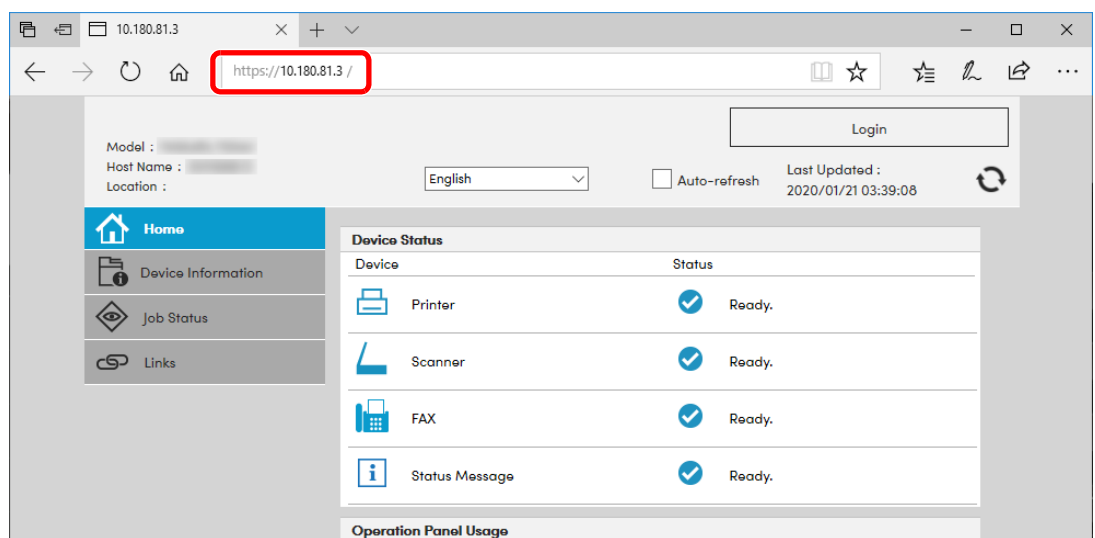 10.180.81.3
https://10.180.81.3 /
Login
Model :
Host Name :
Location :
English
Auto-refresh
Last Updated :
2020/01/21 03:39:08
Home
Device Information
Job Status
Links
Device Status
Device Status
Printer Ready.
Scanner Ready.
FAX Ready.
Status Message Ready.
Operation Panel Usage